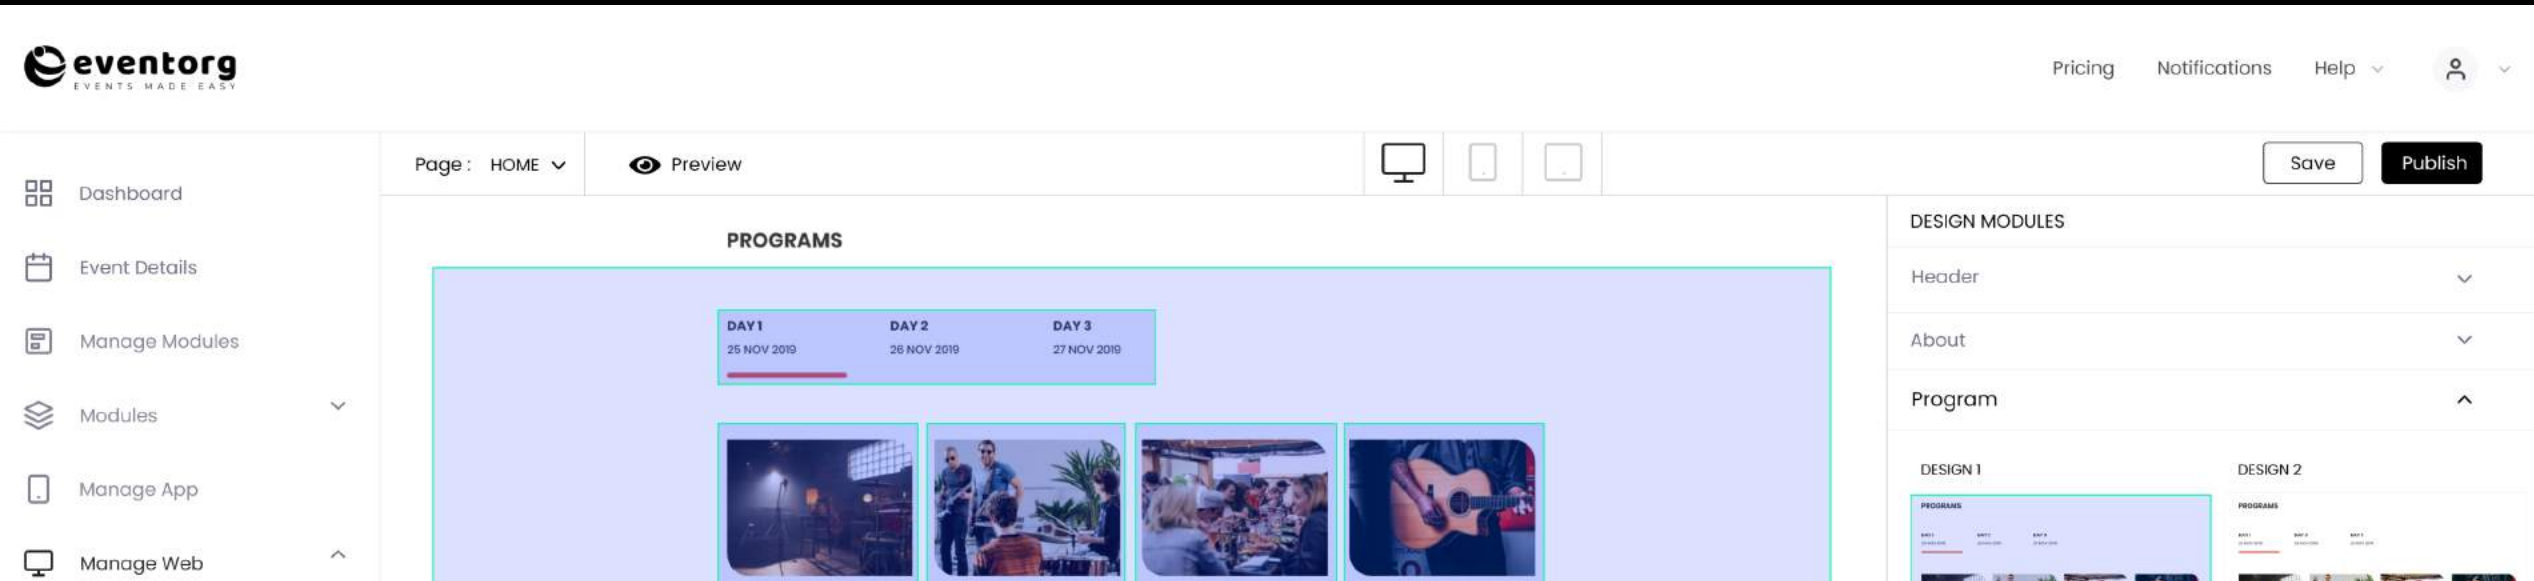 eventorg
EVENTS MADE EASY
Pricing
Notifications
Help
Dashboard
Event Details
Manage Modules
Modules
Manage App
Manage Web
Page : HOME
Preview
Save
Publish
PROGRAMS
DAY 1
25 NOV 2019
DAY 2
26 NOV 2019
DAY 3
27 NOV 2019
DESIGN MODULES
Header
About
Program
DESIGN 1
DESIGN 2
PROGRAMS
PROGRAMS